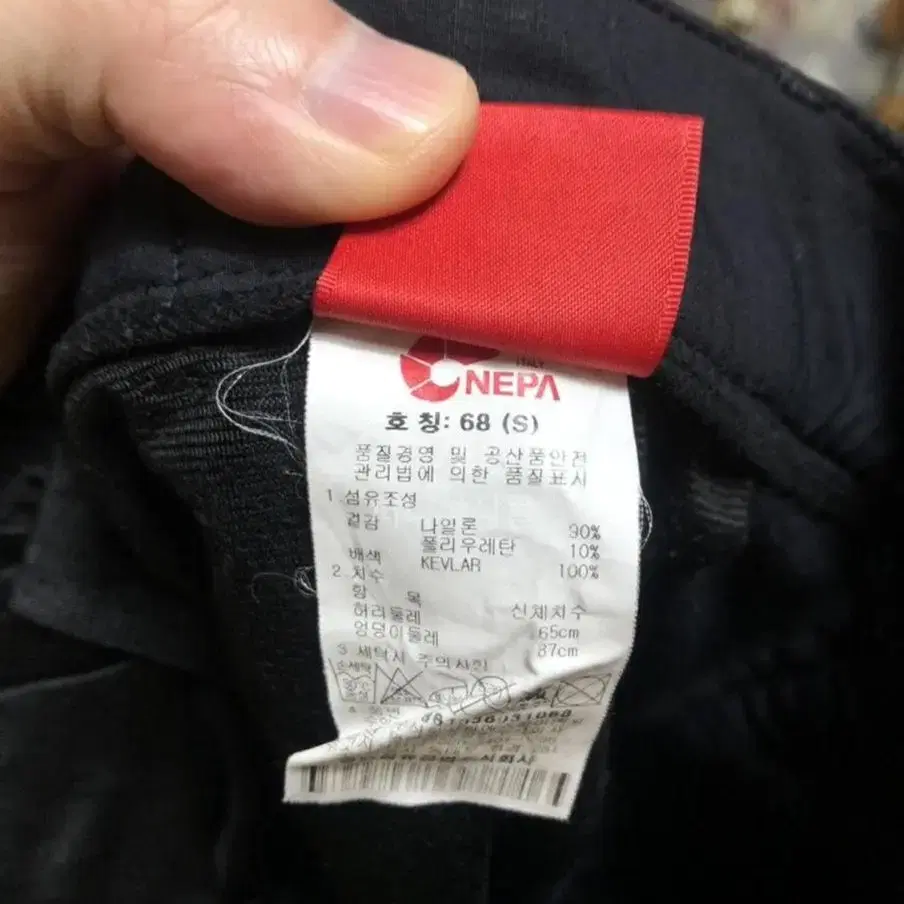 ITALY
NEPA
호 칭: 68 (S)
품질경영 및 공산품안전
관리법에 의한 품질표시
1.섬유조성
겉감 나일론 90%
폴리우레탄 10%
배색 KEVLAR 100%
2.치수
항 목 신체치수
허리둘레 65cm
엉덩이둘레 87cm
3.세탁시 주의사항
손세탁